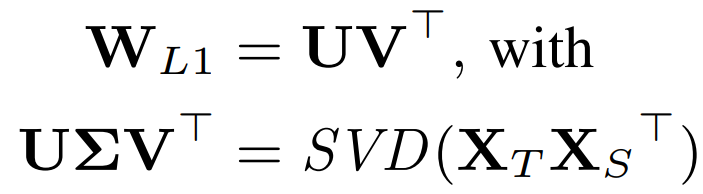 W_{L1} = UV^⊤, with
UΣV^⊤ = SVD(X_T X_S^⊤)